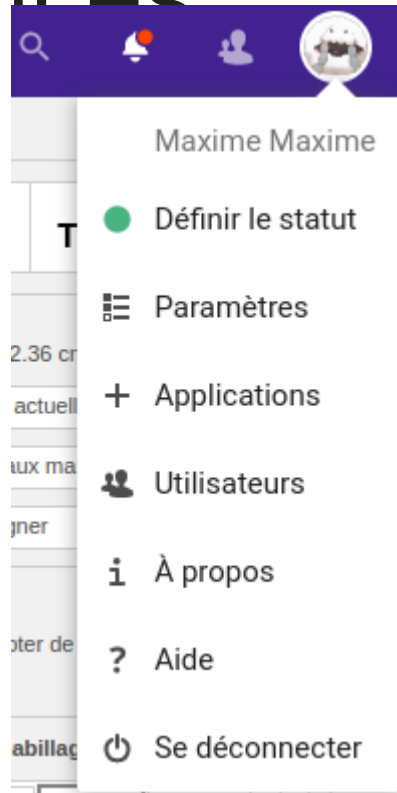 Maxime Maxime
Définir le statut
T
Paramètres
2.36 cr
Applications
actuell
aux ma
Utilisateurs
gner
À propos
pter de
Aide
abillag
Se déconnecter